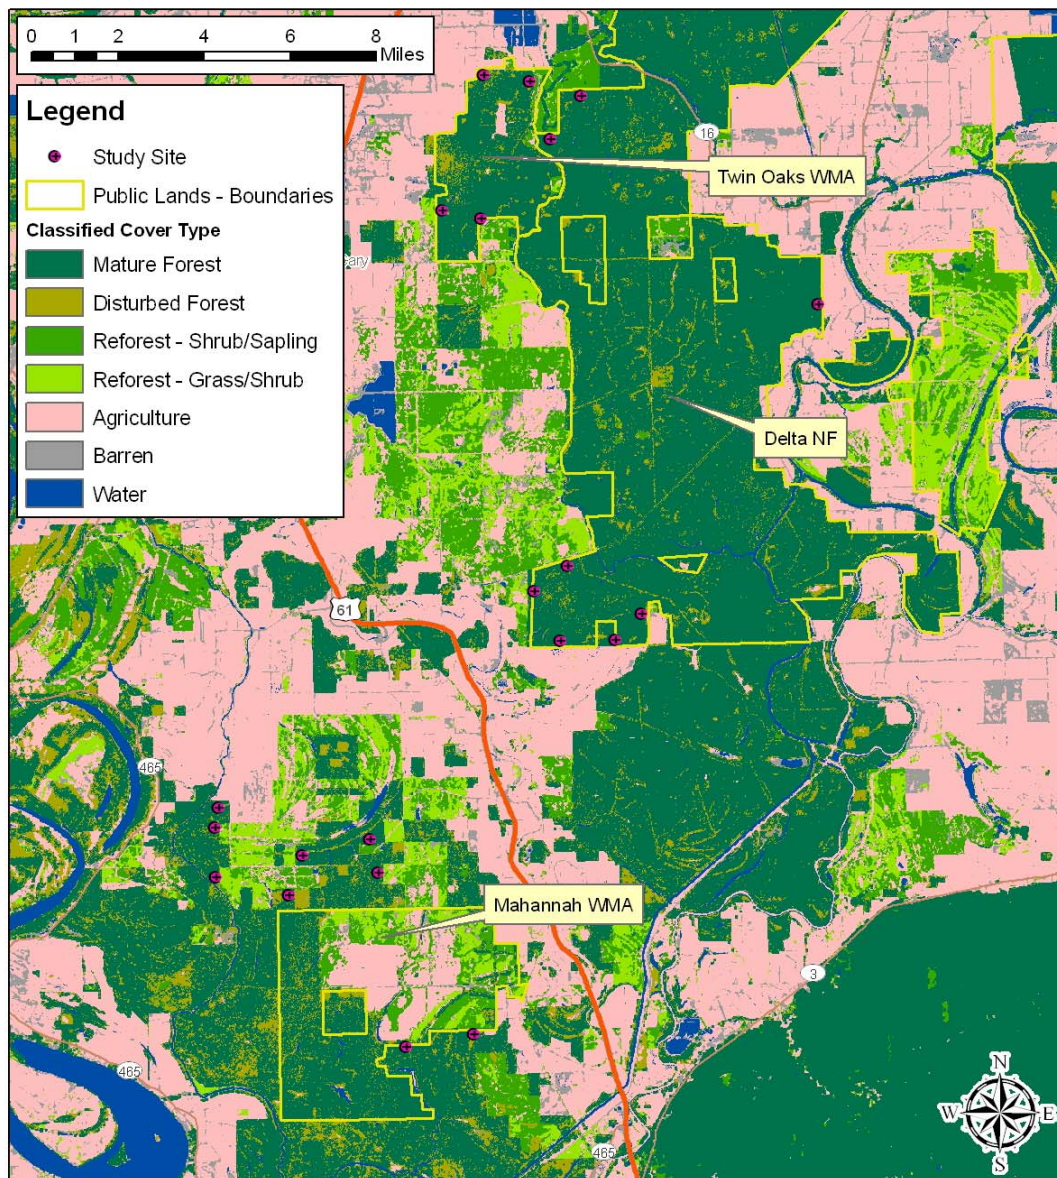 0 1 2 4 6 8
Miles
Legend
Study Site
Public Lands - Boundaries
Classified Cover Type
Mature Forest
Disturbed Forest
Reforest - Shrub/Sapling
Reforest - Grass/Shrub
Agriculture
Barren
Water
16
Twin Oaks WMA
ary
Delta NF
61
465
Mahannah WMA
3
465
465
N
W E
S